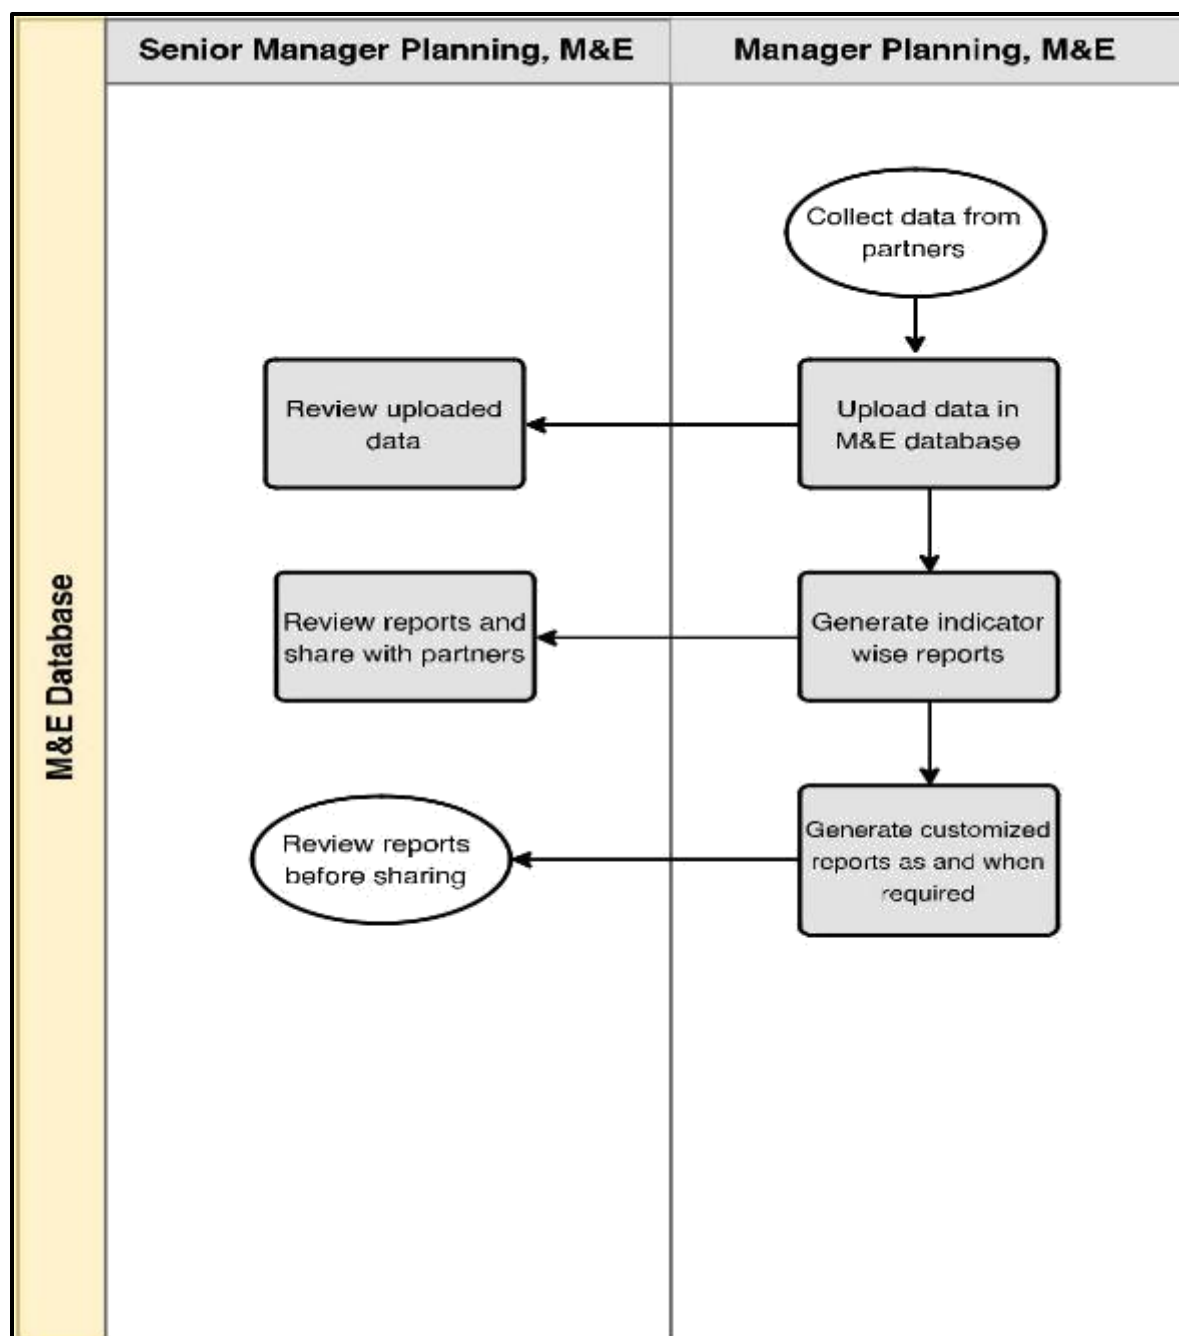 Senior Manager Planning, M&E
Manager Planning, M&E
M&E Database
Collect data from
partners
Review uploaded
data
Upload data in
M&E database
Review reports and
share with partners
Generate indicator
wise reports
Review reports
before sharing
Generate customized
reports as and when
required